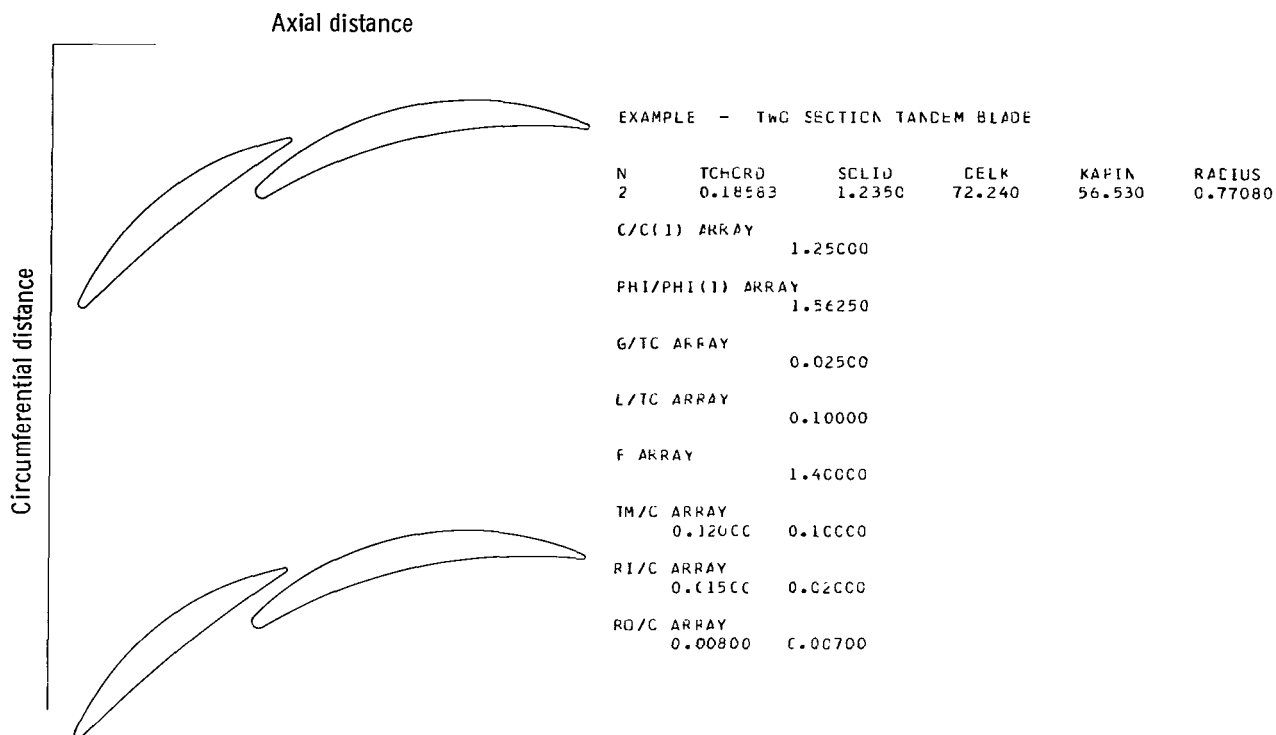 Axial distance
Circumferential distance
EXAMPLE - TWO SECTION TANDEM BLADE
N TCHCRD SOLID DELK KAPIN RADIUS
2 0.18583 1.2350 72.240 56.530 0.77080
C/C(1) ARRAY
1.25000
PHI/PHI(1) ARRAY
1.56250
G/TC ARRAY
0.02500
L/TC ARRAY
0.10000
F ARRAY
1.40000
TM/C ARRAY
0.12000 0.10000
RI/C ARRAY
0.01500 0.02000
RO/C ARRAY
0.00800 0.00700